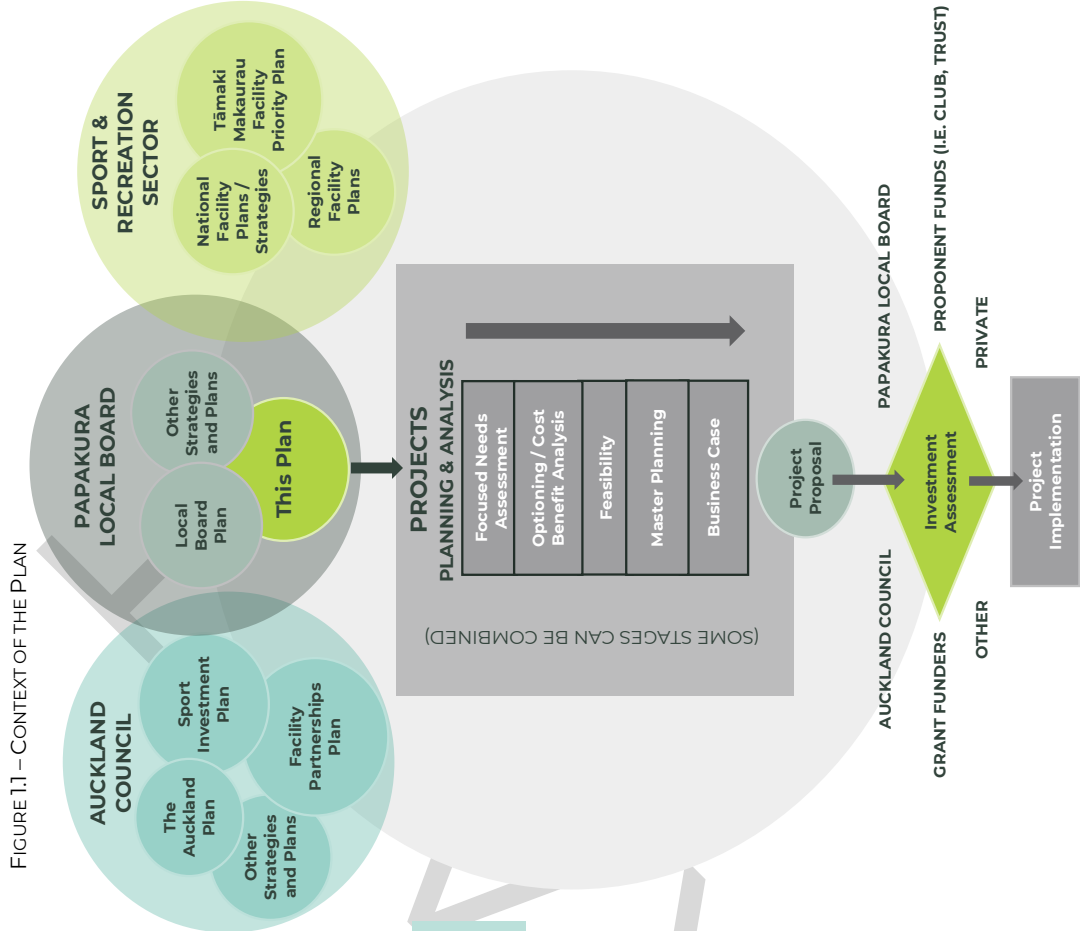 FIGURE 1.1 – CONTEXT OF THE PLAN
AUCKLAND
COUNCIL
The
Auckland
Plan
Sport
Investment
Plan
Other
Strategies
and Plans
Facility
Partnerships
Plan
PAPAKURA
LOCAL BOARD
Local
Board
Plan
Other
Strategies
and Plans
This Plan
SPORT &
RECREATION
SECTOR
National
Facility
Plans /
Strategies
Tāmaki
Makaurau
Facility
Priority Plan
Regional
Facility
Plans
PROJECTS
PLANNING & ANALYSIS
Focused Needs
Assessment
Optioning / Cost
Benefit Analysis
Feasibility
Master Planning
Business Case
(SOME STAGES CAN BE COMBINED)
Project
Proposal
AUCKLAND COUNCIL
PAPAKURA LOCAL BOARD
GRANT FUNDERS
Investment
Assessment
PROPONENT FUNDS (I.E. CLUB, TRUST)
OTHER
PRIVATE
Project
Implementation